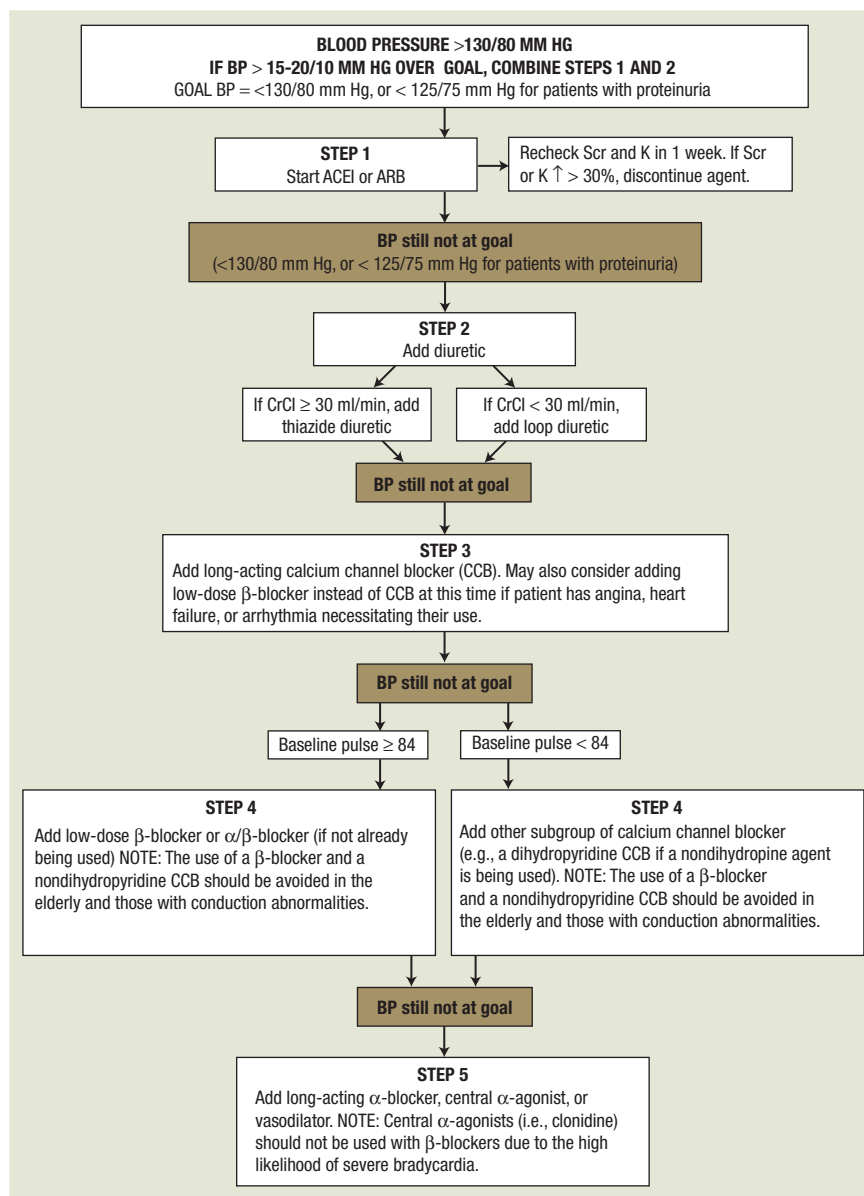 BLOOD PRESSURE >130/80 MM HG
IF BP > 15-20/10 MM HG OVER GOAL, COMBINE STEPS 1 AND 2
GOAL BP = <130/80 mm Hg, or < 125/75 mm Hg for patients with proteinuria
STEP 1
Start ACEI or ARB
Recheck Scr and K in 1 week. If Scr
or K ↑ > 30%, discontinue agent.
BP still not at goal
(<130/80 mm Hg, or < 125/75 mm Hg for patients with proteinuria)
STEP 2
Add diuretic
If CrCl ≥ 30 ml/min, add
thiazide diuretic
If CrCl < 30 ml/min,
add loop diuretic
BP still not at goal
STEP 3
Add long-acting calcium channel blocker (CCB). May also consider adding
low-dose β-blocker instead of CCB at this time if patient has angina, heart
failure, or arrhythmia necessitating their use.
BP still not at goal
Baseline pulse ≥ 84
Baseline pulse < 84
STEP 4
Add low-dose β-blocker or α/β-blocker (if not already
being used) NOTE: The use of a β-blocker and a
nondihydropyridine CCB should be avoided in the
elderly and those with conduction abnormalities.
STEP 4
Add other subgroup of calcium channel blocker
(e.g., a dihydropyridine CCB if a nondihydropine agent
is being used). NOTE: The use of a β-blocker
and a nondihydropyridine CCB should be avoided in
the elderly and those with conduction abnormalities.
BP still not at goal
STEP 5
Add long-acting α-blocker, central α-agonist, or
vasodilator. NOTE: Central α-agonists (i.e., clonidine)
should not be used with β-blockers due to the high
likelihood of severe bradycardia.